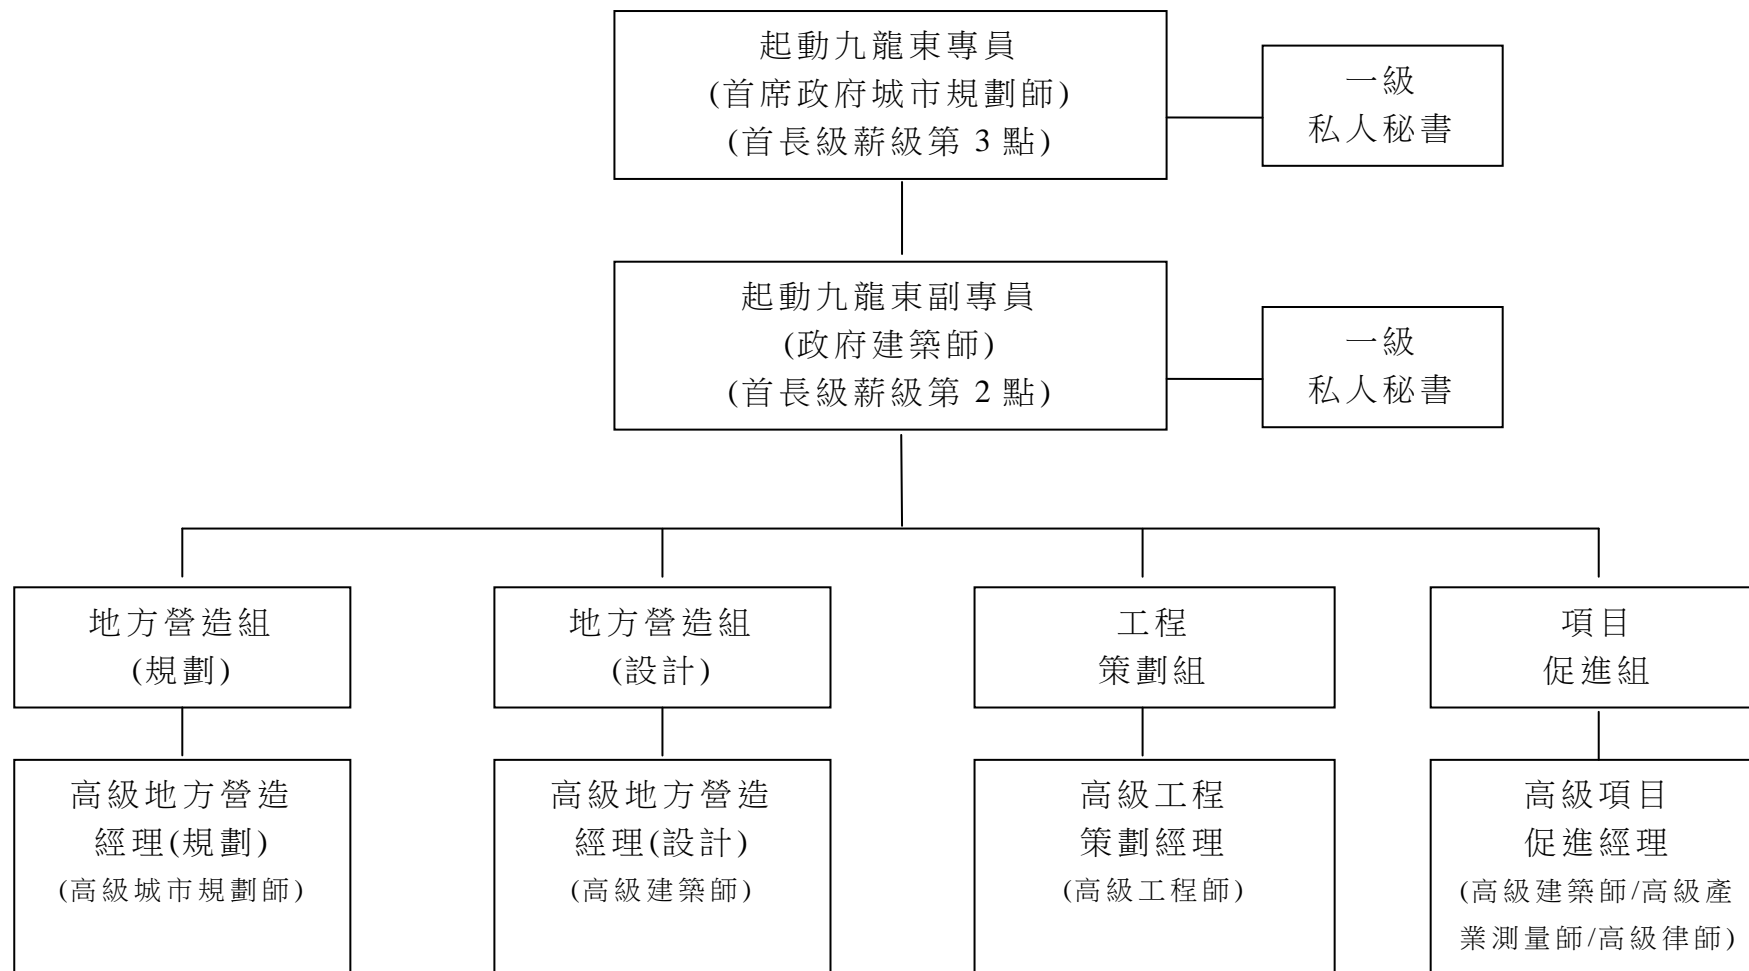 起動九龍東專員
(首席政府城市規劃師)
(首長級薪級第 3 點)
一級
私人秘書
起動九龍東副專員
(政府建築師)
(首長級薪級第 2 點)
一級
私人秘書
地方營造組
(規劃)
地方營造組
(設計)
工程
策劃組
項目
促進組
高級地方營造
經理(規劃)
(高級城市規劃師)
高級地方營造
經理(設計)
(高級建築師)
高級工程
策劃經理
(高級工程師)
高級項目
促進經理
(高級建築師/高級產
業測量師/高級律師)